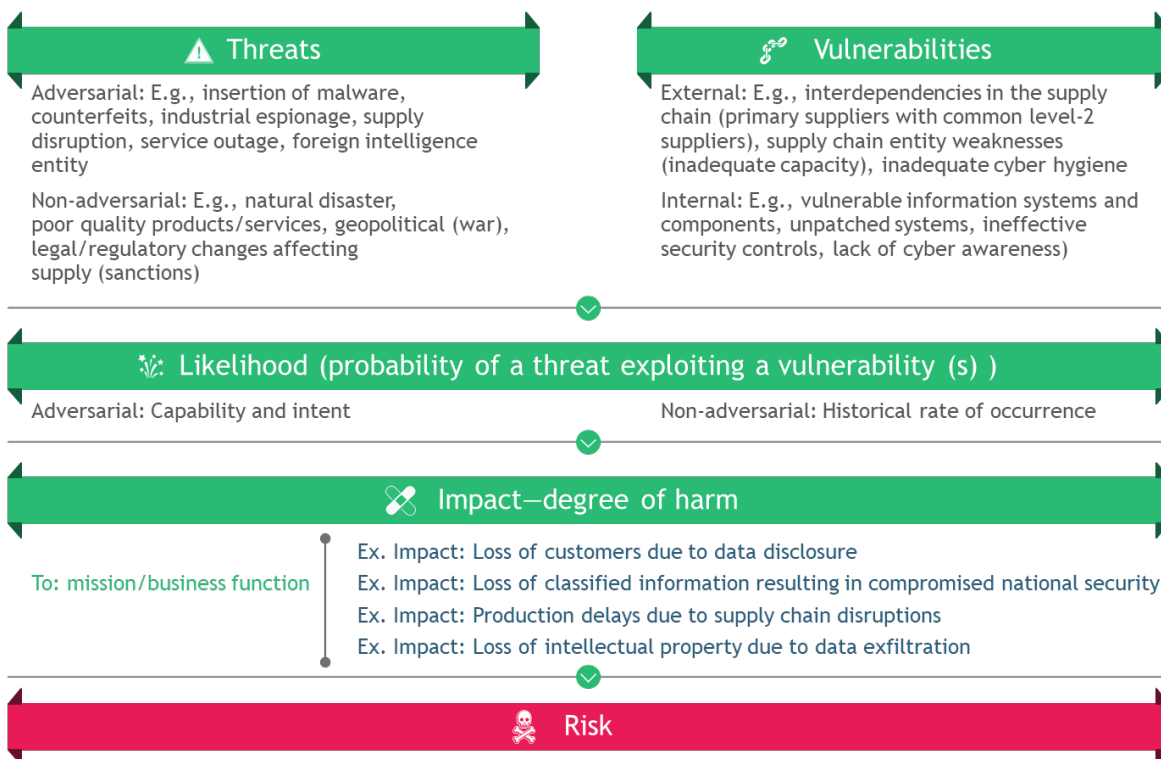 Threats
Adversarial: E.g., insertion of malware,
counterfeits, industrial espionage, supply
disruption, service outage, foreign intelligence
entity
Non-adversarial: E.g., natural disaster,
poor quality products/services, geopolitical (war),
legal/regulatory changes affecting
supply (sanctions)
Vulnerabilities
External: E.g., interdependencies in the supply
chain (primary suppliers with common level-2
suppliers), supply chain entity weaknesses
(inadequate capacity), inadequate cyber hygiene
Internal: E.g., vulnerable information systems and
components, unpatched systems, ineffective
security controls, lack of cyber awareness)
Likelihood (probability of a threat exploiting a vulnerability (s) )
Adversarial: Capability and intent
Non-adversarial: Historical rate of occurrence
Impact—degree of harm
To: mission/business function
Ex. Impact: Loss of customers due to data disclosure
Ex. Impact: Loss of classified information resulting in compromised national security
Ex. Impact: Production delays due to supply chain disruptions
Ex. Impact: Loss of intellectual property due to data exfiltration
Risk